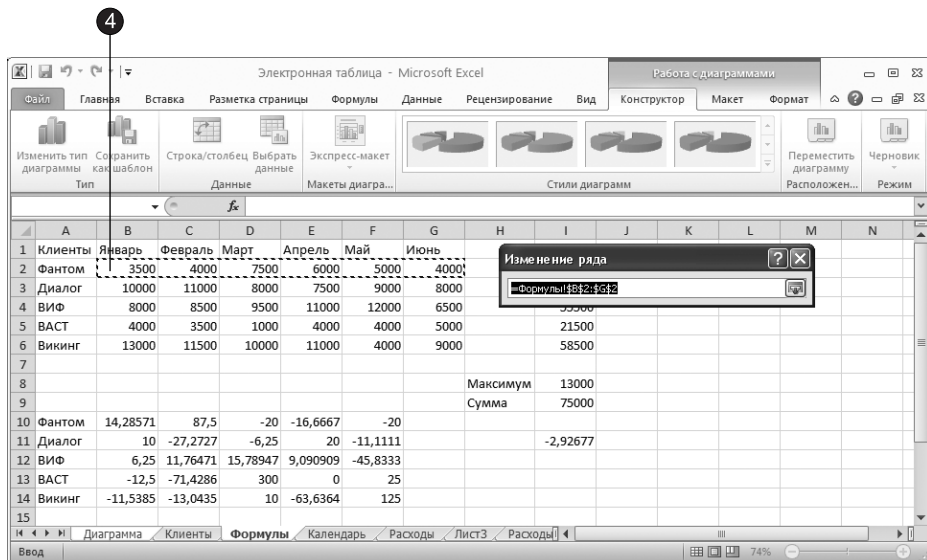 4
Электронная таблица - Microsoft Excel
Работа с диаграммами
Файл Главная Вставка Разметка страницы Формулы Данные Рецензирование Вид Конструктор Макет Формат
Изменить тип диаграммы
Сохранить как шаблон
Строка/столбец
Выбрать данные
Экспресс-макет
Переместить диаграмму
Черновик
Тип Данные Макеты диагра... Стили диаграмм Расположен... Режим
fx
A B C D E F G H I J K L M N
1 Клиенты Январь Февраль Март Апрель Май Июнь
Изменение ряда
2 Фантом 3500 4000 7500 6000 5000 4000
=Формулы!$B$2:$G$2
3 Диалог 10000 11000 8000 7500 9000 8000
4 ВИФ 8000 8500 9500 11000 12000 6500
5 ВАСТ 4000 3500 1000 4000 4000 5000 21500
6 Викинг 13000 11500 10000 11000 4000 9000 58500
7
8 Максимум 13000
9 Сумма 75000
10 Фантом 14,28571 87,5 -20 -16,6667 -20
11 Диалог 10 -27,2727 -6,25 20 -11,1111 -2,92677
12 ВИФ 6,25 11,76471 15,78947 9,090909 -45,8333
13 ВАСТ -12,5 -71,4286 300 0 25
14 Викинг -11,5385 -13,0435 10 -63,6364 125
15
Диаграмма Клиенты Формулы Календарь Расходы Лист3 Расходы
Ввод 74%